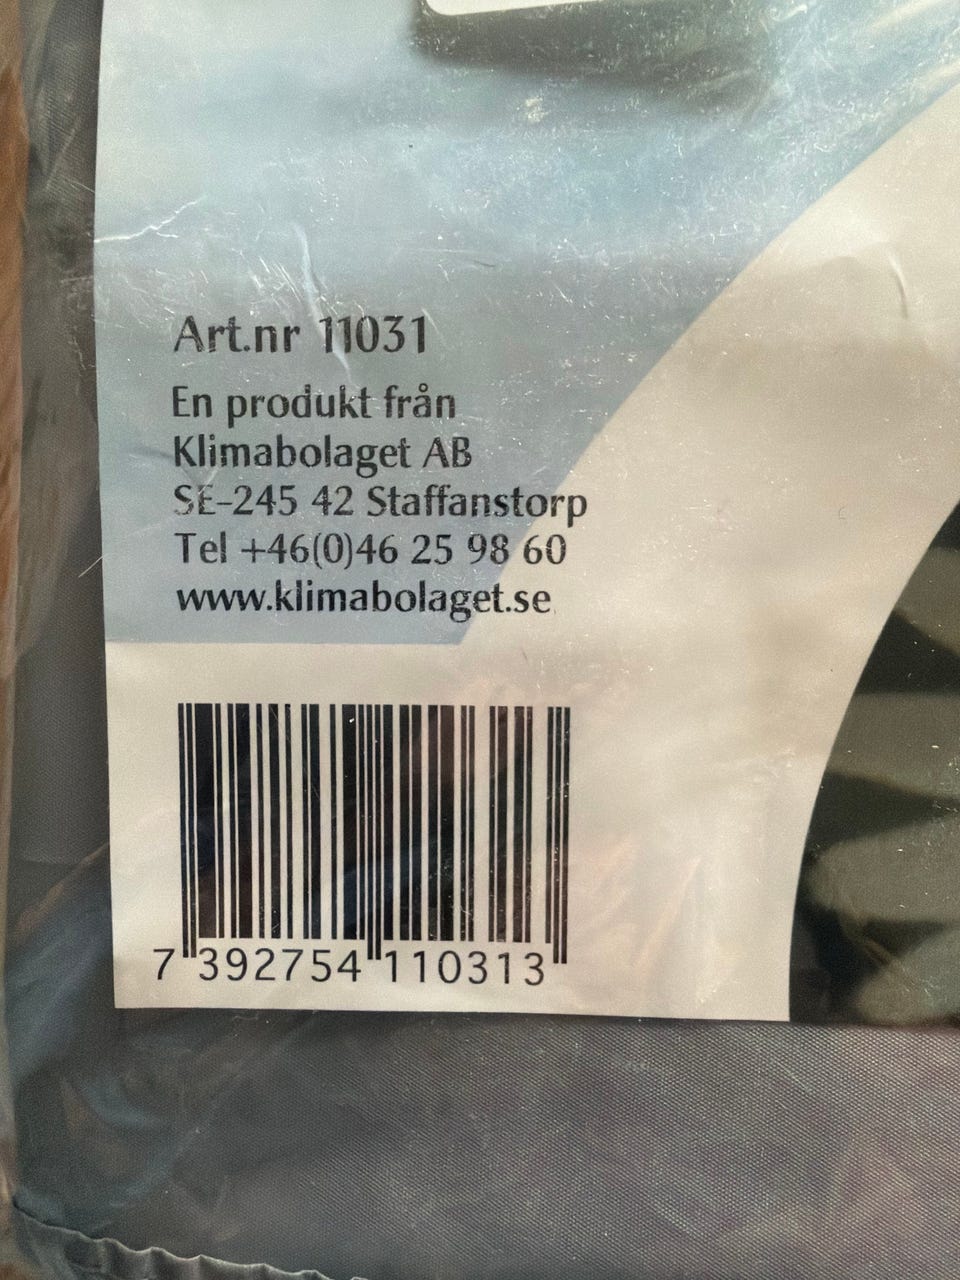 Art.nr 11031
En produkt från
Klimabolaget AB
SE-245 42 Staffanstorp
Tel +46(0)46 25 98 60
www.klimabolaget.se
7 392754 110313